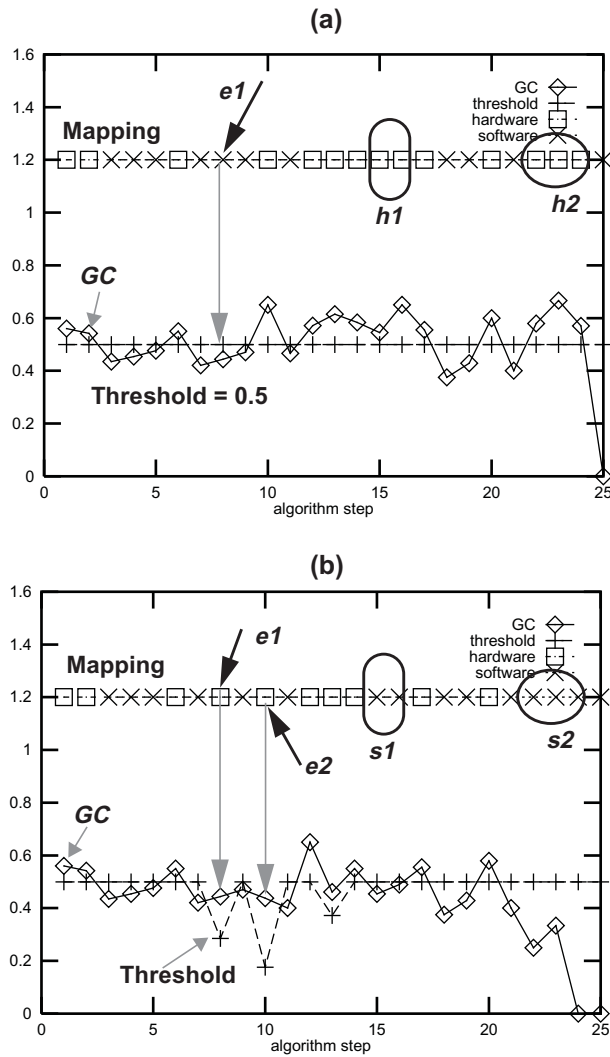 (a)
1.6
1.4
1.2
1
0.8
0.6
0.4
0.2
0
e1
Mapping
GC
threshold
hardware
software
h1
h2
GC
Threshold = 0.5
0 5 10 15 20 25
algorithm step
(b)
1.6
1.4
1.2
1
0.8
0.6
0.4
0.2
0
e1
Mapping
GC
threshold
hardware
software
e2
s1
s2
GC
Threshold
0 5 10 15 20 25
algorithm step